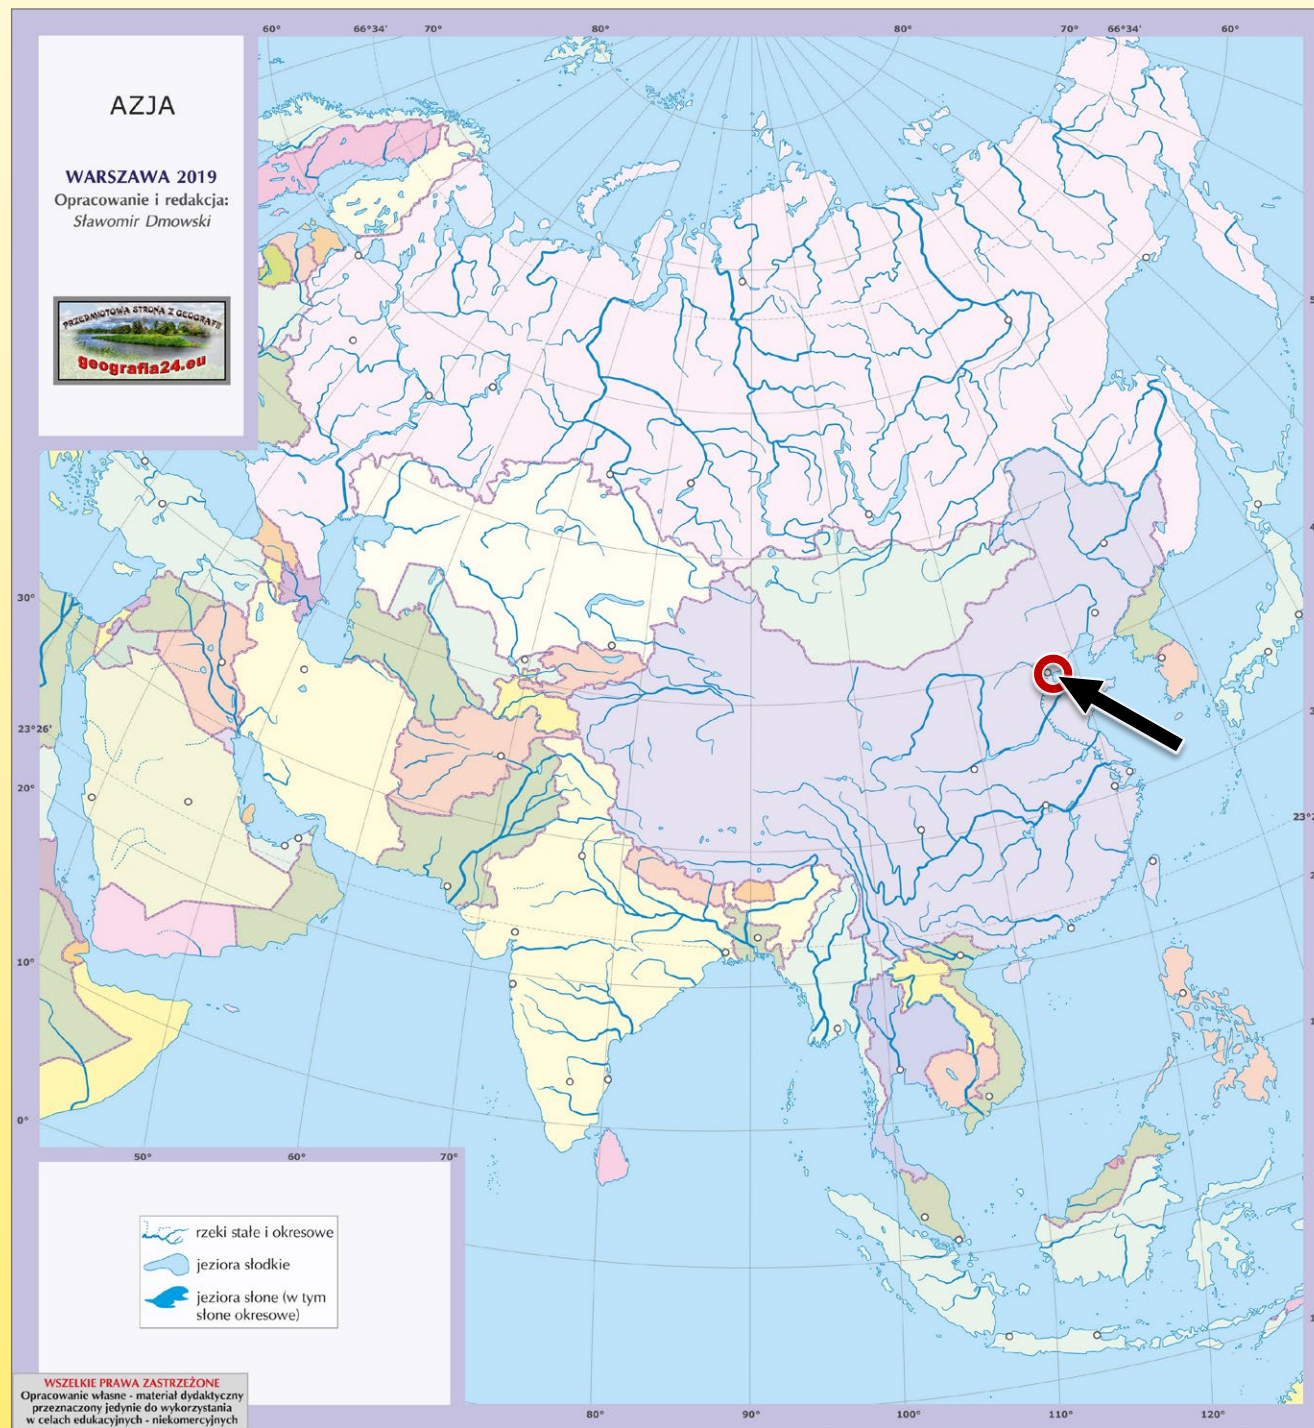 60° 66°34' 70° 80° 80° 70° 66°34' 60°
AZJA
WARSZAWA 2019
Opracowanie i redakcja:
Sławomir Dmowski
PRZEDMIOTOWA STRONA Z GEOGRAFII
geografia24.eu
30°
23°26'
20°
10°
0°
50° 60° 70°
rzeki stałe i okresowe
jeziora słodkie
jeziora słone (w tym
słone okresowe)
WSZELKIE PRAWA ZASTRZEŻONE
Opracowanie własne - materiał dydaktyczny
przeznaczony jedynie do wykorzystania
w celach edukacyjnych - niekomercyjnych
80° 90° 100° 110° 120°